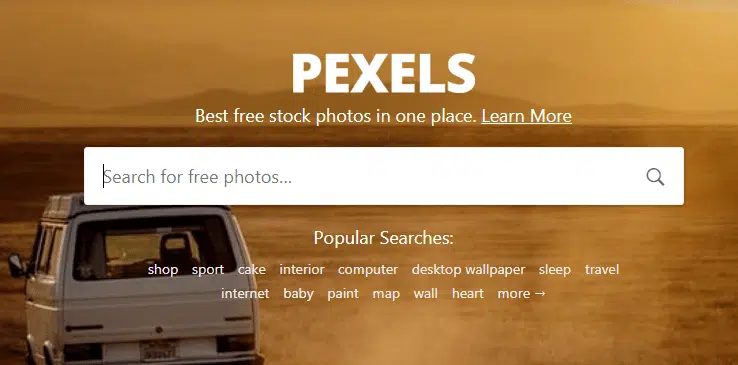 PEXELS
Best free stock photos in one place. Learn More
Search for free photos...
Popular Searches:
shop sport cake interior computer desktop wallpaper sleep travel
internet baby paint map wall heart more →